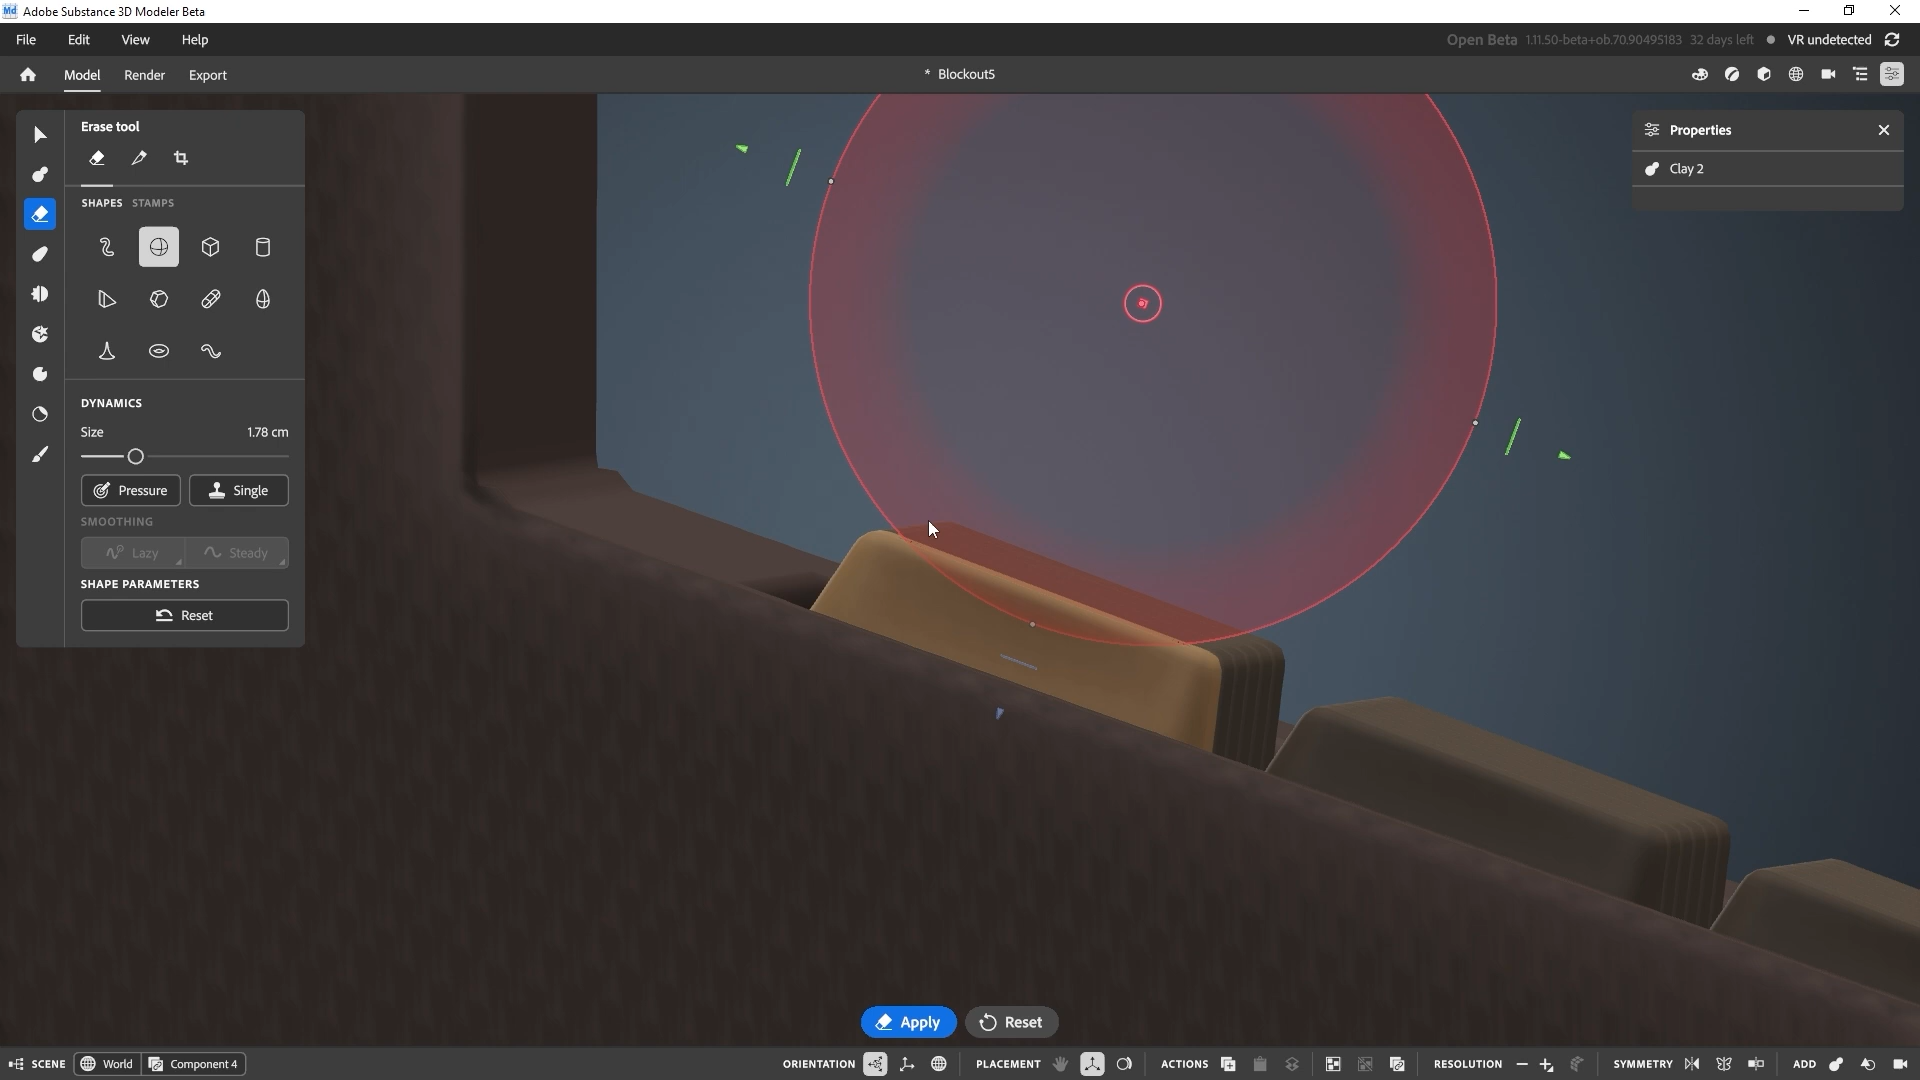 Md Adobe Substance 3D Modeler Beta
File Edit View Help
Open Beta 1.11.50-beta+ob.70.90495183 32 days left VR undetected
Model Render Export
* Blockout5
Erase tool
SHAPES STAMPS
DYNAMICS
Size 1.78 cm
Pressure Single
SMOOTHING
Lazy Steady
SHAPE PARAMETERS
Reset
Properties
Clay 2
Apply Reset
SCENE World Component 4 ORIENTATION PLACEMENT ACTIONS RESOLUTION SYMMETRY ADD